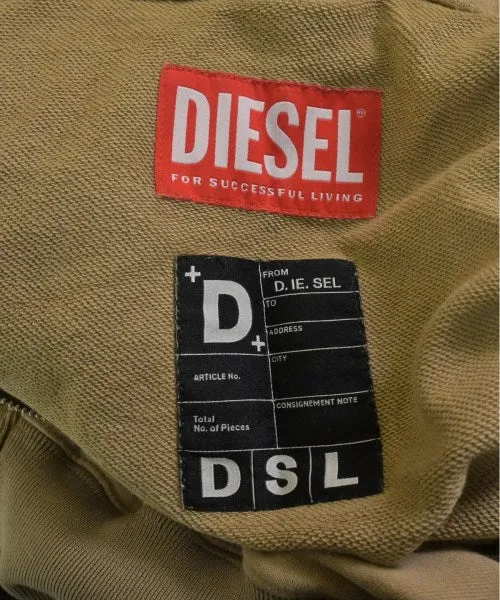 DIESEL®
FOR SUCCESSFUL LIVING
+D+
FROM
D. IE. SEL
TO
ADDRESS
CITY
ARTICLE No.
CONSIGNEMENT NOTE
Total
No. of Pieces
D S L